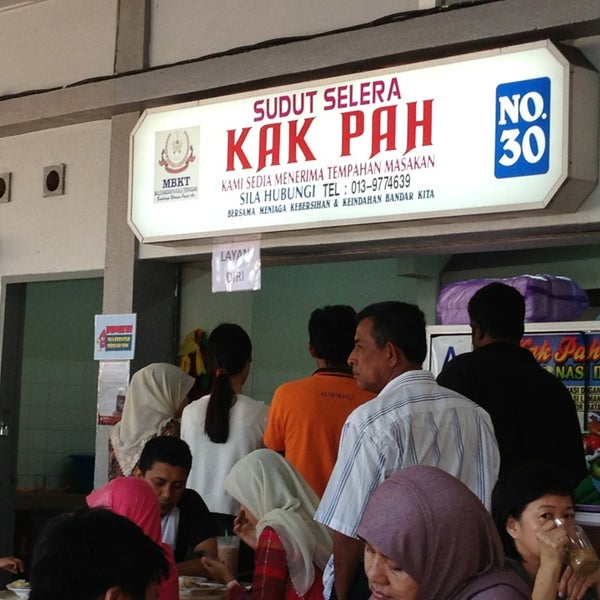 SUDUT SELERA
KAK PAH
KAMI SEDIA MENERIMA TEMPAHAN MASAKAN
SILA HUBUNGI TEL : 013-9774639
BERSAMA MENJAGA KEBERSIHAN & KEINDAHAN BANDAR KITA
MBKT
NO.
30
LAYAN
DIRI
A
Kak Pah
NAS